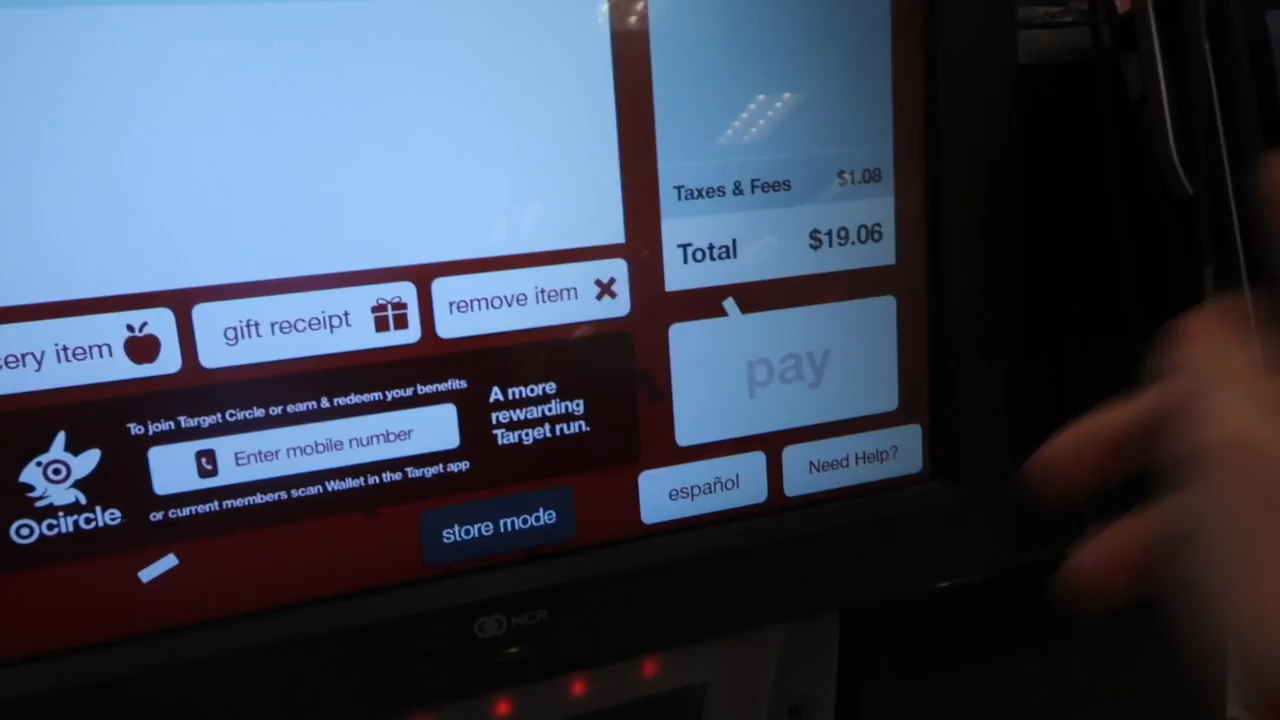 Taxes & Fees $1.08
Total $19.06
ery item
gift receipt
remove item
pay
To join Target Circle or earn & redeem your benefits
Enter mobile number
or current members scan Wallet in the Target app
A more
rewarding
Target run.
circle
store mode
español
Need Help?
NCR